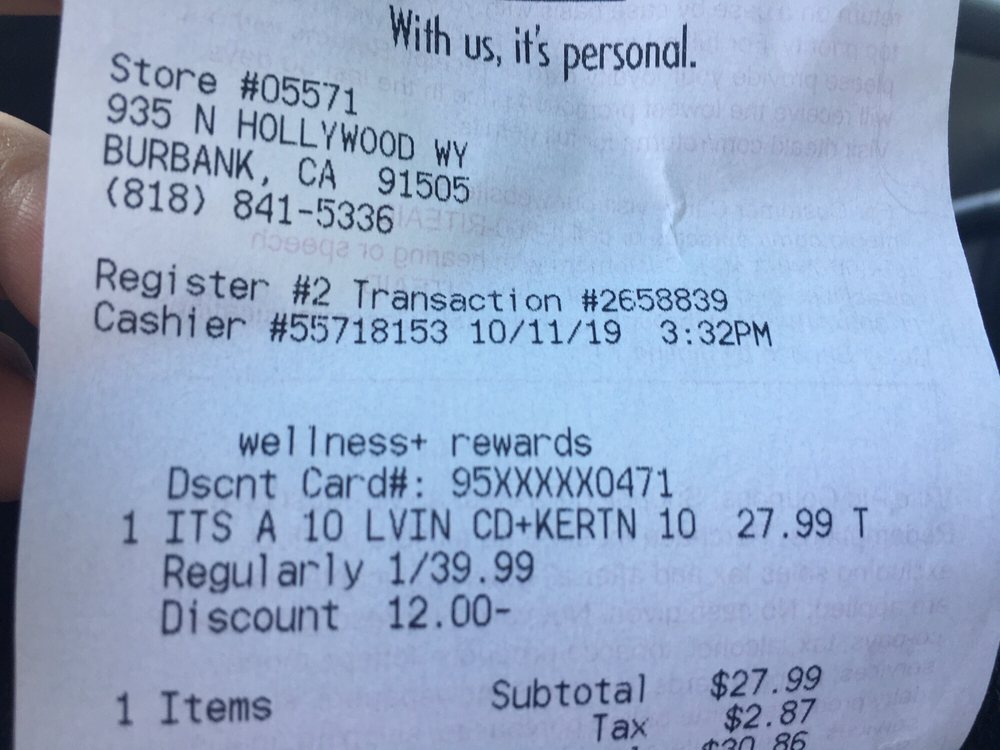 With us, it's personal.
Store #05571
935 N HOLLYWOOD WY
BURBANK, CA 91505
(818) 841-5336
Register #2 Transaction #2658839
Cashier #55718153 10/11/19 3:32PM
wellness+ rewards
Dscnt Card#: 95XXXXX0471
1 ITS A 10 LVIN CD+KERTN 10 27.99 T
Regularly 1/39.99
Discount 12.00-
1 Items Subtotal $27.99
Tax $2.87
$30.86